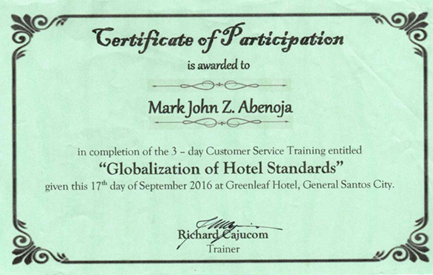 Certificate of Participation
is awarded to
Mark John Z. Abenoja
in completion of the 3 – day Customer Service Training entitled
“Globalization of Hotel Standards”
given this 17th day of September 2016 at Greenleaf Hotel, General Santos City.
Richard Cajucom
Trainer